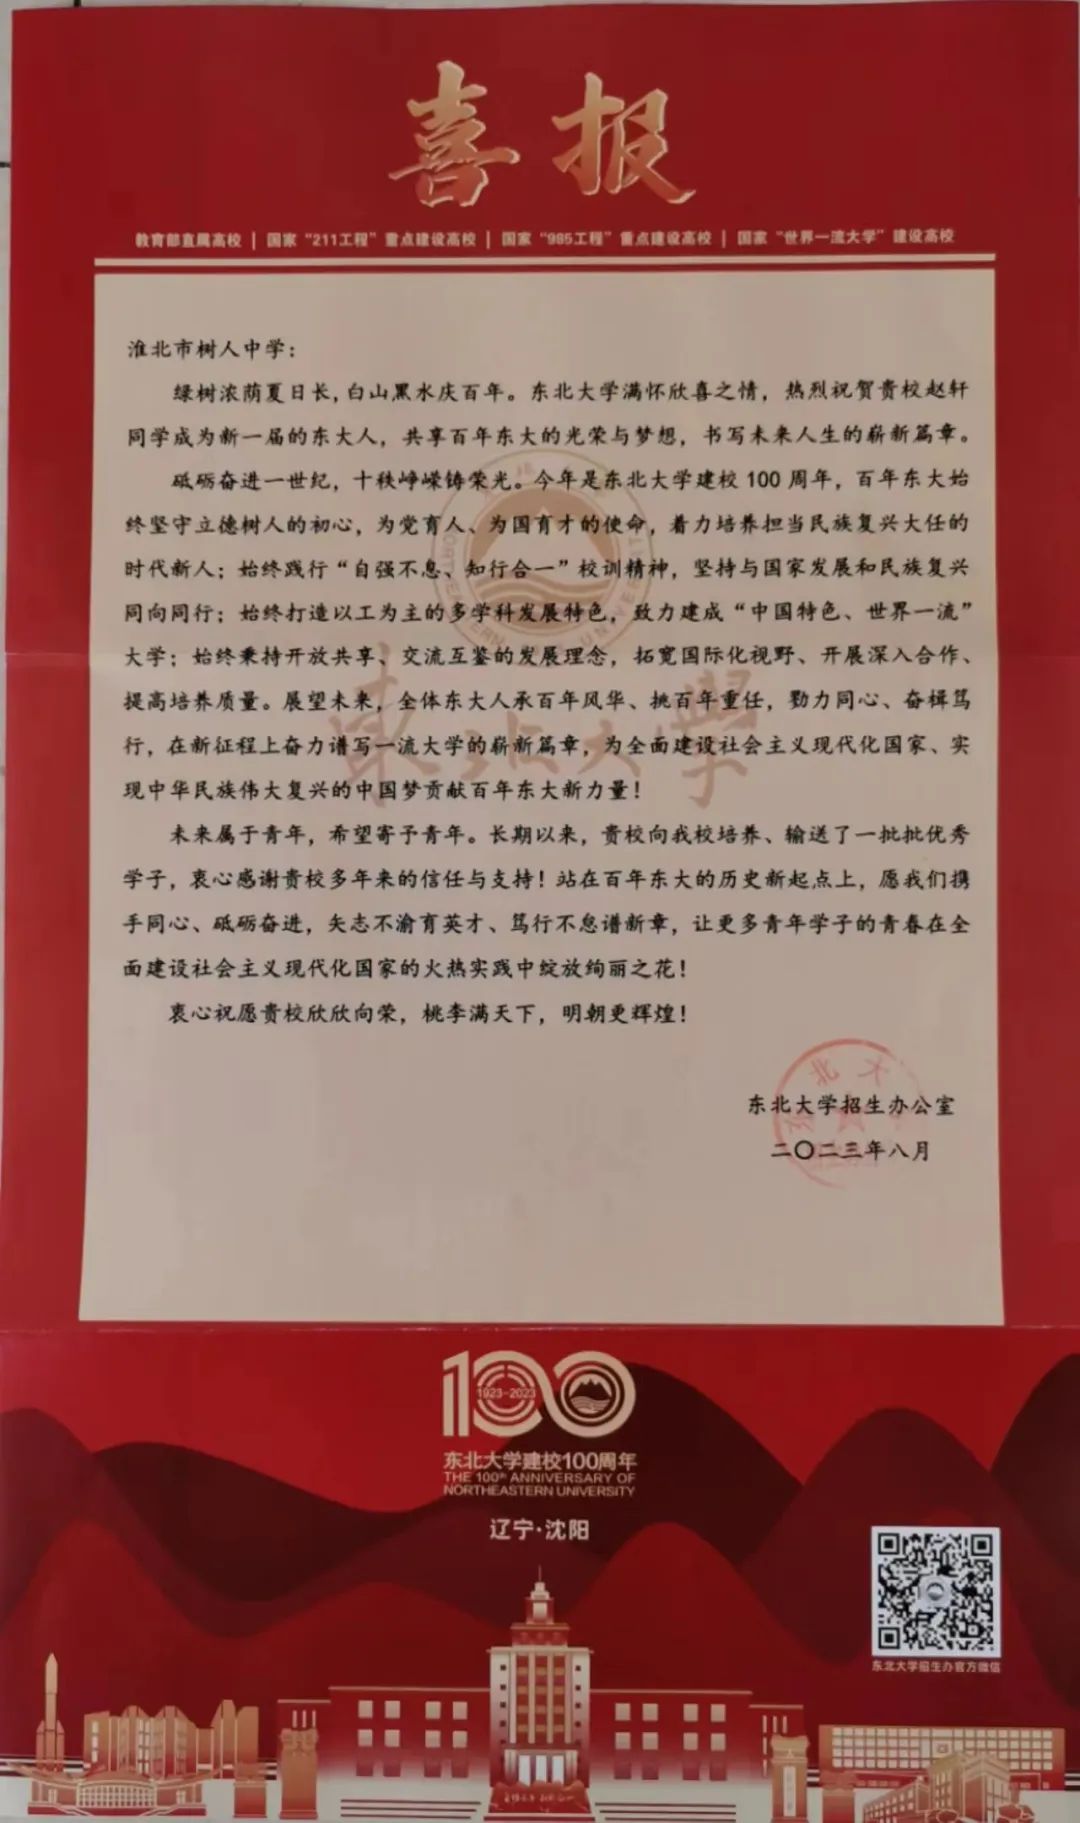 喜报
教育部直属高校 | 国家“211工程”重点建设高校 | 国家“985工程”重点建设高校 | 国家“世界一流大学”建设高校
淮北市树人中学：
绿树浓荫夏日长，白山黑水庆百年。东北大学满怀欣喜之情，热烈祝贺贵校赵轩
同学成为新一届的东大人，共享百年东大的光荣与梦想，书写未来人生的崭新篇章。
砥砺奋进一世纪，十秩峥嵘铸荣光。今年是东北大学建校100周年，百年东大始
终坚守立德树人的初心，为党育人、为国育才的使命，着力培养担当民族复兴大任的
时代新人；始终践行“自强不息、知行合一”校训精神，坚持与国家发展和民族复兴
同向同行；始终打造以工为主的多学科发展特色，致力建成“中国特色、世界一流”
大学；始终秉持开放共享、交流互鉴的发展理念，拓宽国际化视野、开展深入合作、
提高培养质量。展望未来，全体东大人承百年风华、挑百年重任，勠力同心、奋楫笃
行，在新征程上奋力谱写一流大学的崭新篇章，为全面建设社会主义现代化国家、实
现中华民族伟大复兴的中国梦贡献百年东大新力量！
未来属于青年，希望寄予青年。长期以来，贵校向我校培养、输送了一批批优秀
学子，衷心感谢贵校多年来的信任与支持！站在百年东大的历史新起点上，愿我们携
手同心、砥砺奋进，矢志不渝育英才、笃行不怠谱新章，让更多青年学子的青春在全
面建设社会主义现代化国家的火热实践中绽放绚丽之花！
衷心祝愿贵校欣欣向荣，桃李满天下，明朝更辉煌！
东北大学招生办公室
二〇二三年八月
東北大學
100
1923-2023
东北大学建校100周年
THE 100th ANNIVERSARY OF
NORTHEASTERN UNIVERSITY
辽宁·沈阳
东北大学招生办官方微信